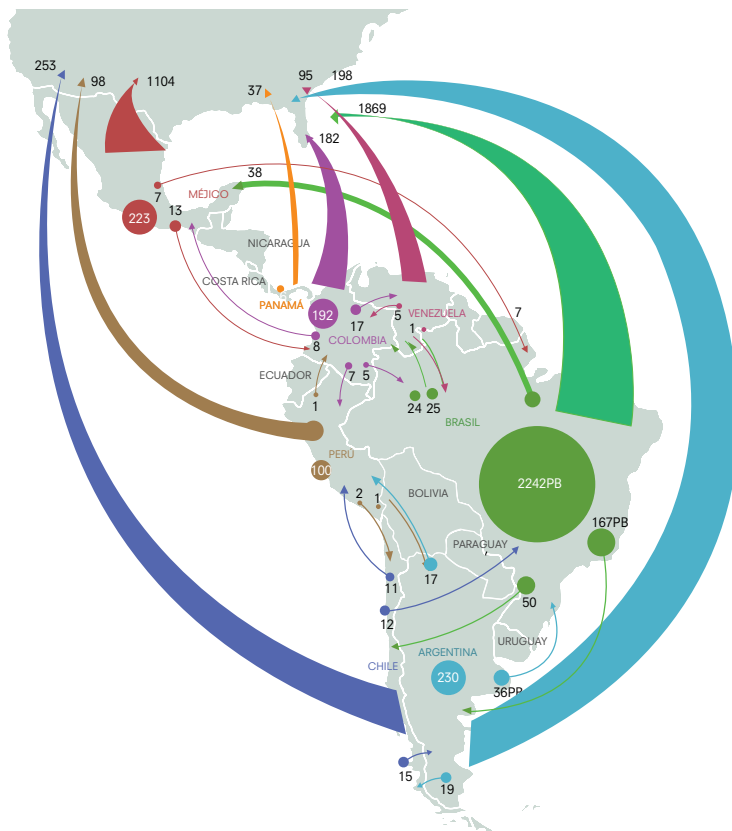 253
98
1104
37
95
198
1869
182
38
7
MÉJICO
13
223
NICARAGUA
COSTA RICA
PANAMÁ
192
17
5
VENEZUELA
7
1
COLOMBIA
8
ECUADOR
7
5
1
24
25
BRASIL
PERÚ
100
2242PB
2
1
BOLIVIA
167PB
PARAGUAY
11
17
12
50
URUGUAY
ARGENTINA
CHILE
230
36PB
15
19